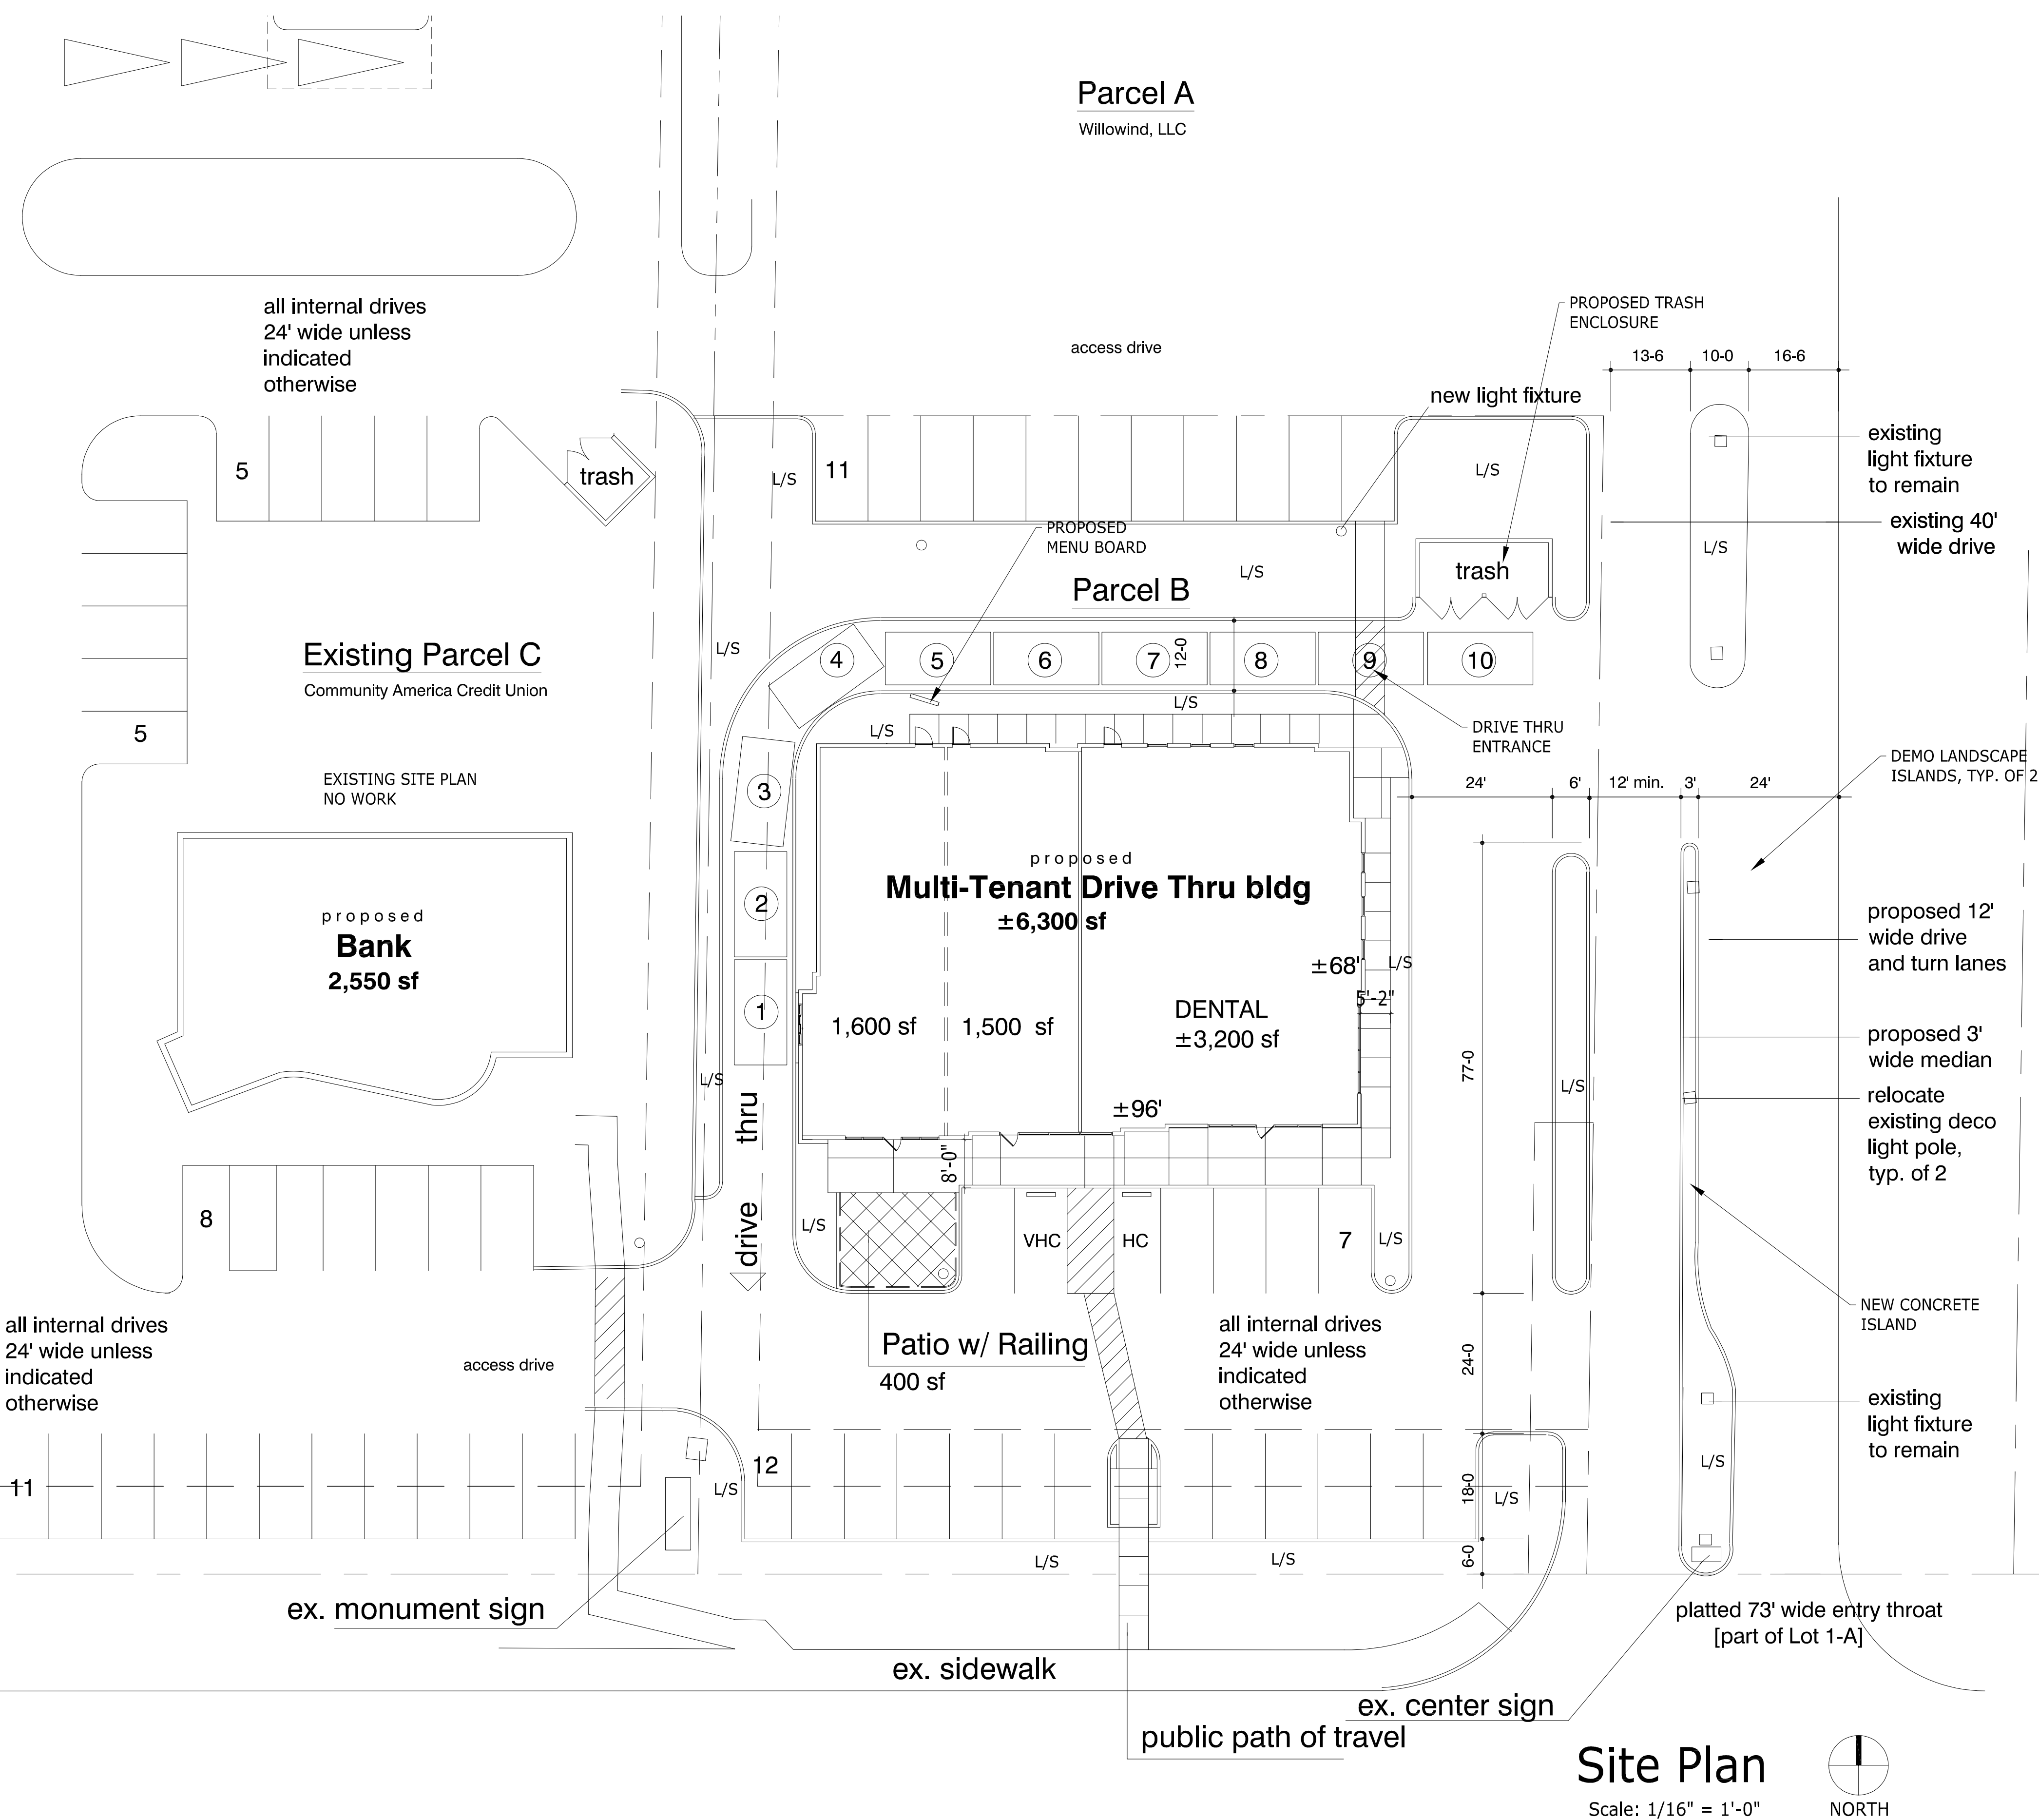 Parcel A
Willowind, LLC
all internal drives
24' wide unless
indicated
otherwise
access drive
PROPOSED TRASH
ENCLOSURE
13-6
10-0
16-6
new light fixture
existing
light fixture
to remain
5
trash
L/S
11
L/S
existing 40'
wide drive
PROPOSED
MENU BOARD
L/S
trash
L/S
Parcel B
Existing Parcel C
Community America Credit Union
L/S
4
5
6
7
12-0
8
9
10
L/S
5
L/S
DRIVE THRU
ENTRANCE
DEMO LANDSCAPE
ISLANDS, TYP. OF 2
EXISTING SITE PLAN
NO WORK
3
24'
6'
12' min.
3'
24'
proposed
Multi-Tenant Drive Thru bldg
±6,300 sf
2
proposed
Bank
2,550 sf
proposed 12'
wide drive
and turn lanes
±68'
L/S
5'-2"
1
1,600 sf
1,500 sf
DENTAL
±3,200 sf
proposed 3'
wide median
L/S
77-0
L/S
±96'
relocate
existing deco
light pole,
typ. of 2
drive thru
8'-0"
8
L/S
VHC
HC
7
L/S
NEW CONCRETE
ISLAND
all internal drives
24' wide unless
indicated
otherwise
access drive
Patio w/ Railing
400 sf
all internal drives
24' wide unless
indicated
otherwise
24-0
existing
light fixture
to remain
11
12
L/S
18-0
L/S
L/S
L/S
L/S
6-0
ex. monument sign
platted 73' wide entry throat
[part of Lot 1-A]
ex. sidewalk
ex. center sign
public path of travel
Site Plan
Scale: 1/16" = 1'-0"
NORTH